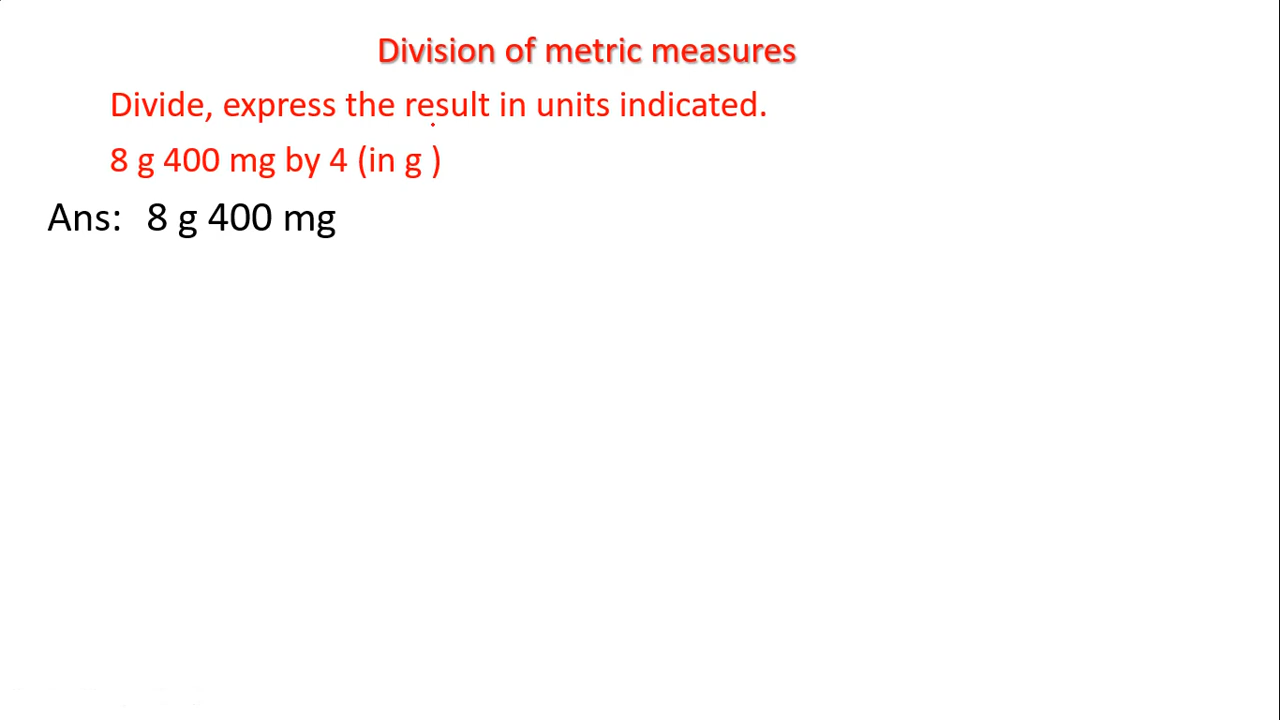 Division of metric measures
Divide, express the result in units indicated.
8 g 400 mg by 4 (in g )
Ans: 8 g 400 mg